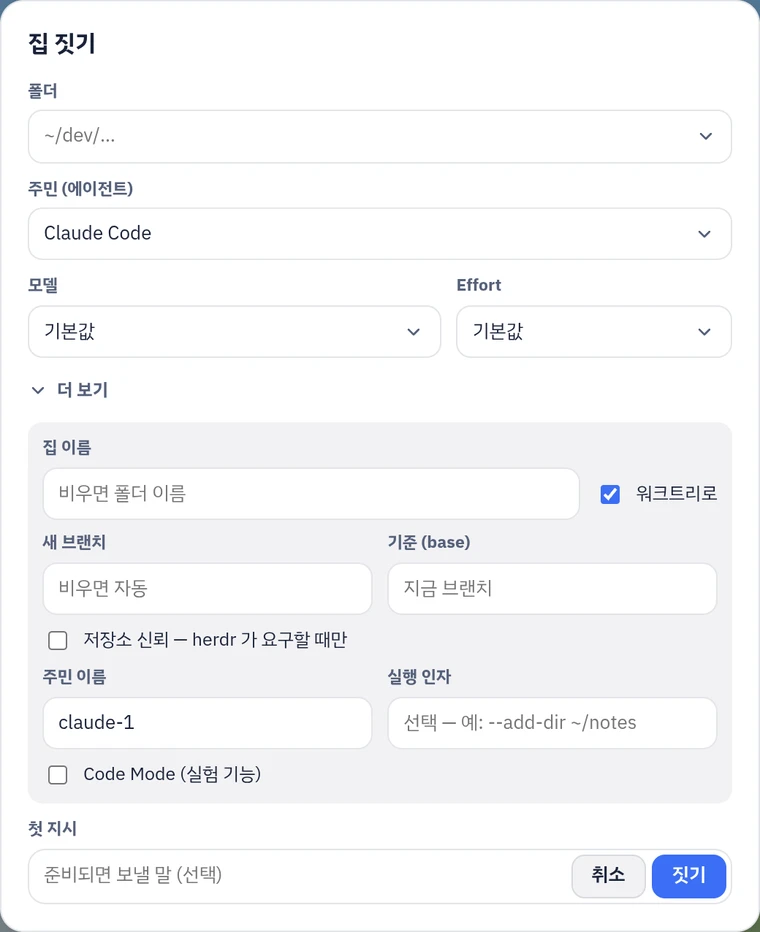 집 짓기
폴더
~/dev/...
주민 (에이전트)
Claude Code
모델
Effort
기본값
기본값
더 보기
집 이름
비우면 폴더 이름
워크트리로
새 브랜치
기준 (base)
비우면 자동
지금 브랜치
저장소 신뢰 — herdr 가 요구할 때만
주민 이름
실행 인자
claude-1
선택 — 예: --add-dir ~/notes
Code Mode (실험 기능)
첫 지시
준비되면 보낼 말 (선택)
취소
짓기